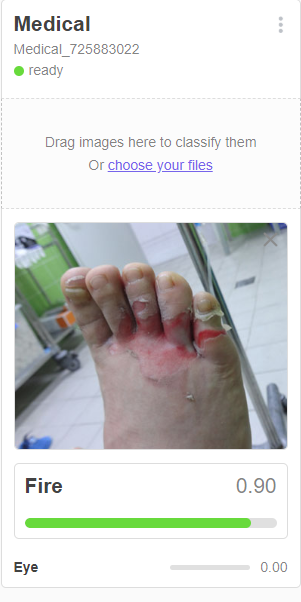 Medical
Medical_725883022
ready
Drag images here to classify them
Or choose your files
Fire 0.90
Eye 0.00